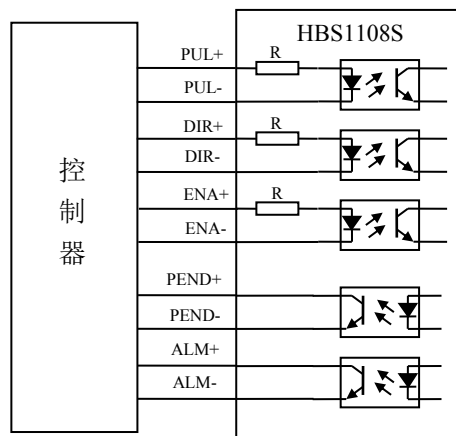 HBS1108S
PUL+
R
PUL-
DIR+
R
DIR-
ENA+
R
ENA-
PEND+
PEND-
ALM+
ALM-
控
制
器